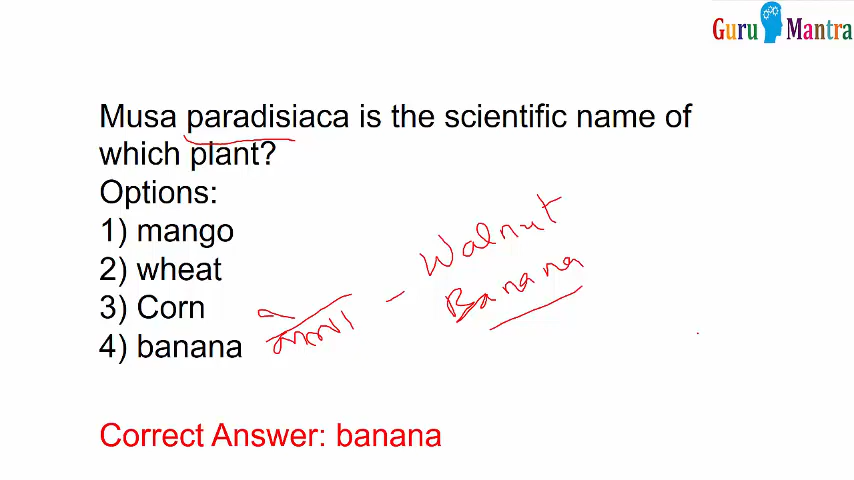 Guru Mantra
Musa paradisiaca is the scientific name of
which plant?
Options:
1) mango
2) wheat
3) Corn
4) banana
- Walnut
Banana
Correct Answer: banana